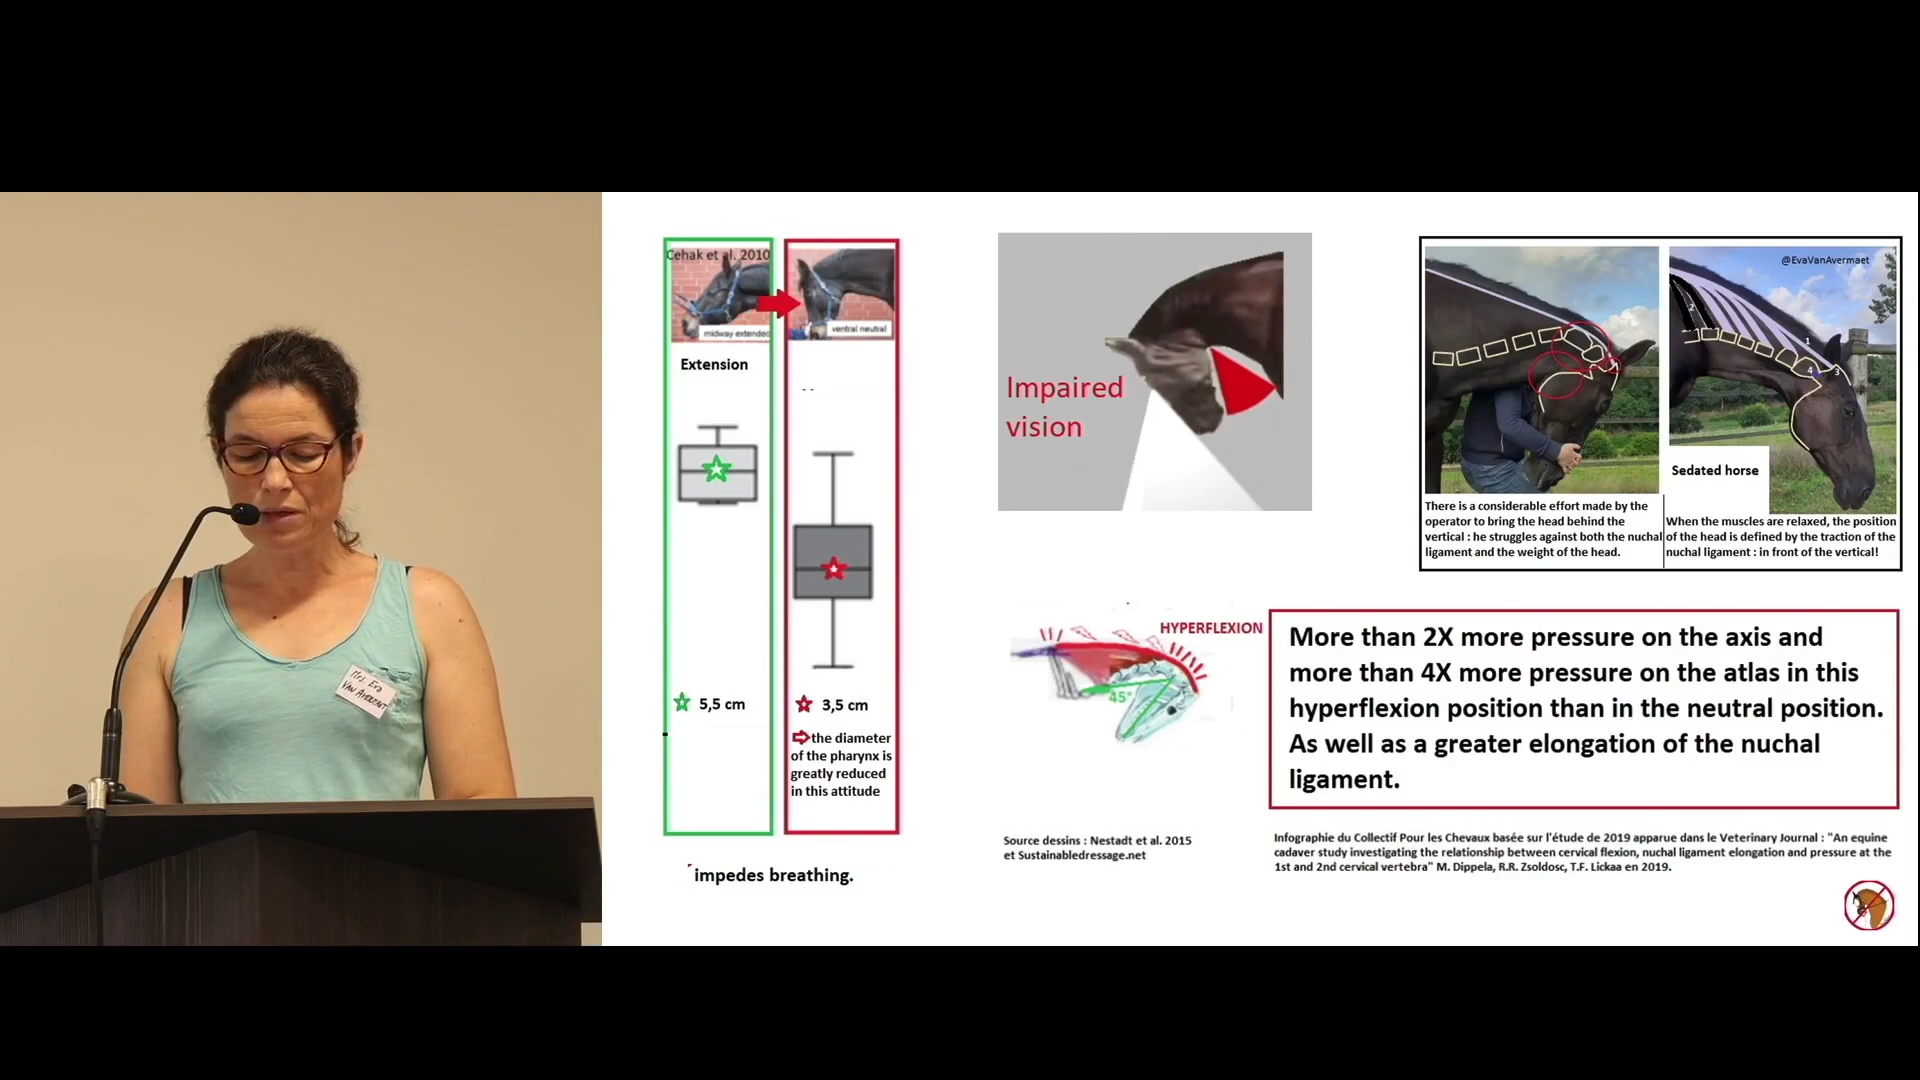 Mrs Eva
Van Avermaet
Cehak et al. 2010
midway extended
ventral neutral
Extension
5,5 cm
3,5 cm
the diameter
of the pharynx is
greatly reduced
in this attitude
impedes breathing.
Impaired
vision
HYPERFLEXION
45°
Source dessins : Nestadt et al. 2015
et Sustainabledressage.net
@EvaVanAvermaet
2
1
4
3
Sedated horse
There is a considerable effort made by the
operator to bring the head behind the
vertical : he struggles against both the nuchal
ligament and the weight of the head.
When the muscles are relaxed, the position
of the head is defined by the traction of the
nuchal ligament : in front of the vertical!
More than 2X more pressure on the axis and
more than 4X more pressure on the atlas in this
hyperflexion position than in the neutral position.
As well as a greater elongation of the nuchal
ligament.
Infographie du Collectif Pour les Chevaux basée sur l'étude de 2019 apparue dans le Veterinary Journal : "An equine
cadaver study investigating the relationship between cervical flexion, nuchal ligament elongation and pressure at the
1st and 2nd cervical vertebra" M. Dippela, R.R. Zsoldosc, T.F. Lickaa en 2019.